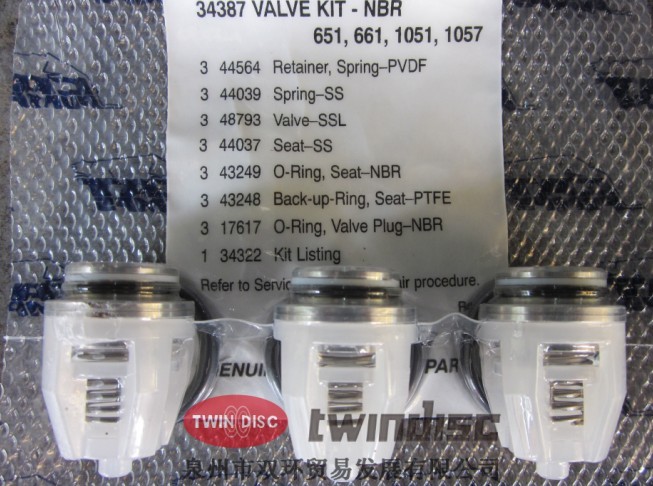 34387 VALVE KIT - NBR
651, 661, 1051, 1057
3 44564 Retainer, Spring–PVDF
3 44039 Spring–SS
3 48793 Valve–SSL
3 44037 Seat–SS
3 43249 O-Ring, Seat–NBR
3 43248 Back-up-Ring, Seat–PTFE
3 17617 O-Ring, Valve Plug–NBR
1 34322 Kit Listing
Refer to procedure.
PAR
TWIN DISC twindisc
泉州市双环贸易发展有限公司